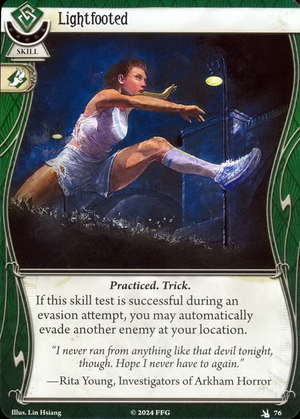 Lightfooted
SKILL
Practiced. Trick.
If this skill test is successful during an
evasion attempt, you may automatically
evade another enemy at your location.
"I never ran from anything like that devil tonight,
though. Hope I never have to again."
—Rita Young, Investigators of Arkham Horror
Illus. Lin Hsiang © 2024 FFG 76